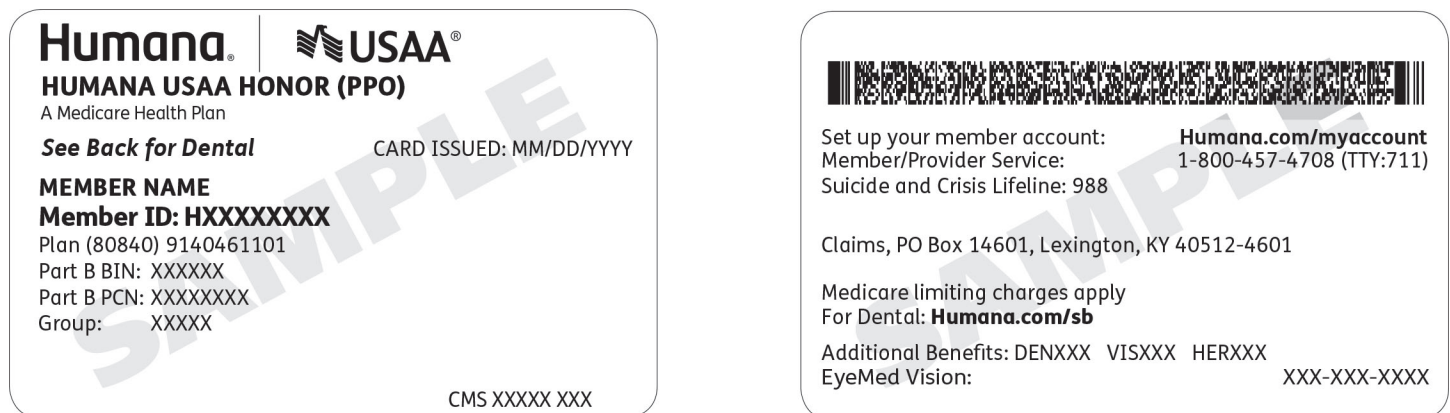 Humana® USAA®
HUMANA USAA HONOR (PPO)
A Medicare Health Plan
See Back for Dental CARD ISSUED: MM/DD/YYYY
MEMBER NAME
Member ID: HXXXXXXXX
Plan (80840) 9140461101
Part B BIN: XXXXXX
Part B PCN: XXXXXXXX
Group: XXXXX
CMS XXXXX XXX
SAMPLE
Set up your member account: Humana.com/myaccount
Member/Provider Service: 1-800-457-4708 (TTY:711)
Suicide and Crisis Lifeline: 988
Claims, PO Box 14601, Lexington, KY 40512-4601
Medicare limiting charges apply
For Dental: Humana.com/sb
Additional Benefits: DENXXX VISXXX HERXXX
EyeMed Vision: XXX-XXX-XXXX
SAMPLE